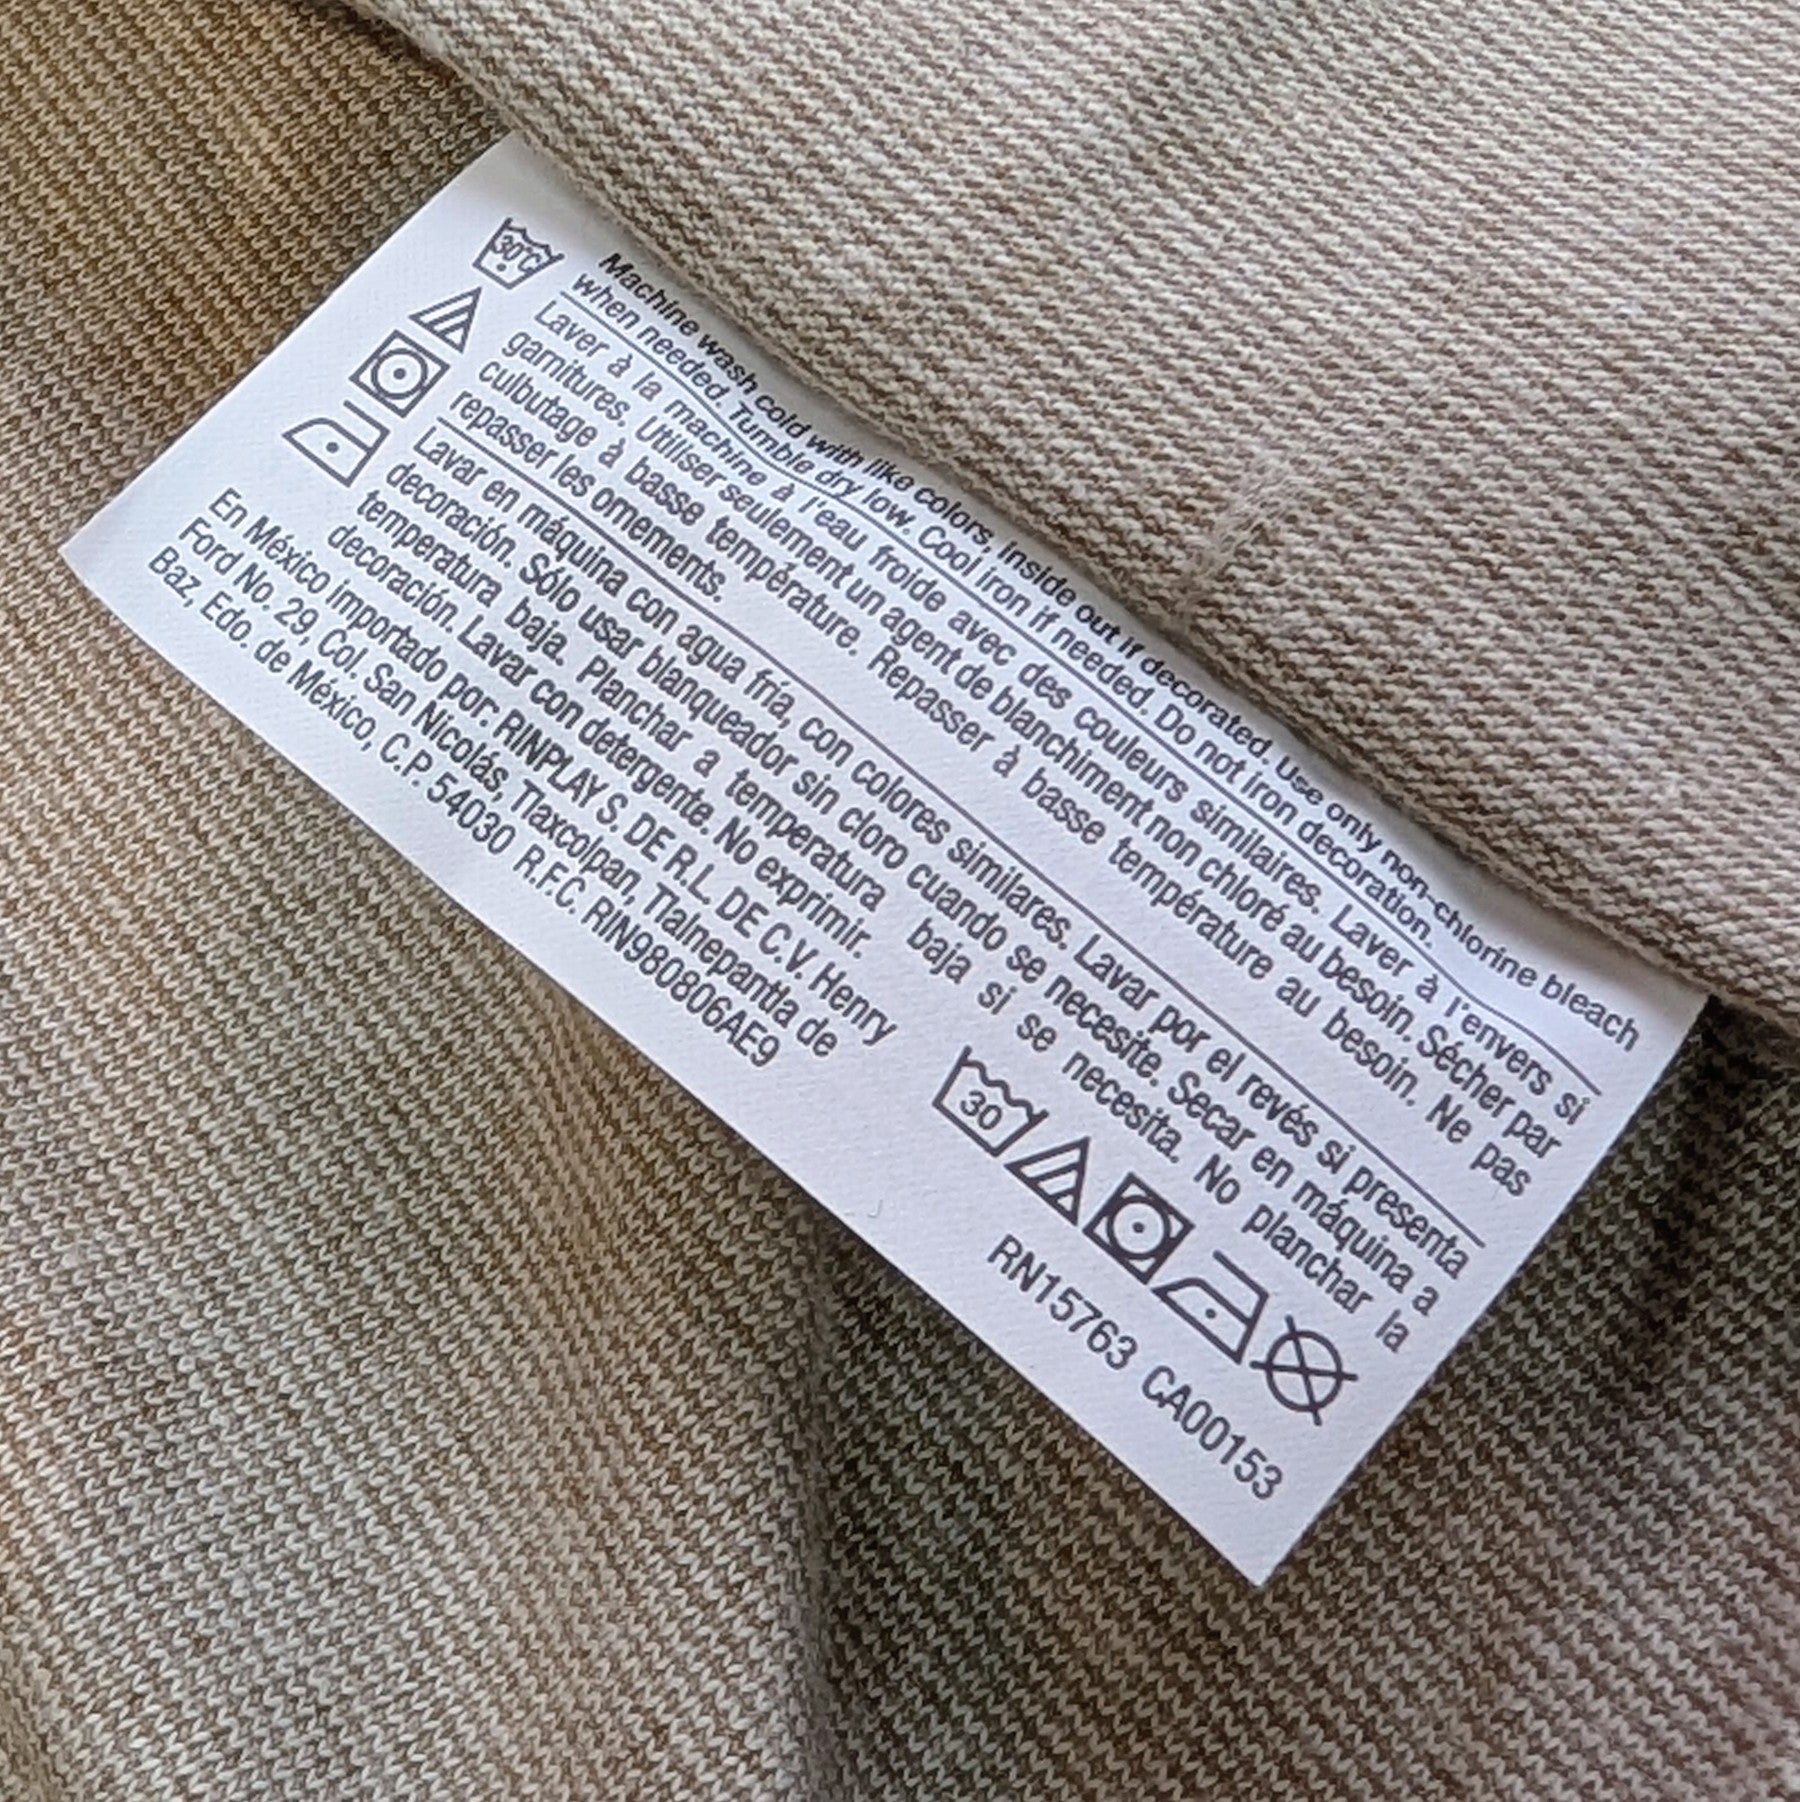 30°C
Machine wash cold with like colors, inside out if decorated. Use only non-chlorine bleach
when needed. Tumble dry low. Cool iron if needed. Do not iron decoration.
Laver à la machine à l'eau froide avec des couleurs similaires. Laver à l'envers si
garnitures. Utiliser seulement un agent de blanchiment non chloré au besoin. Sécher par
culbutage à basse température. Repasser à basse température au besoin. Ne pas
repasser les ornements.
Lavar en máquina con agua fría, con colores similares. Lavar por el revés si presenta
decoración. Sólo usar blanqueador sin cloro cuando se necesite. Secar en máquina a
temperatura baja. Planchar a temperatura baja si se necesita. No planchar la
decoración. Lavar con detergente. No exprimir.
En México importado por: RINPLAY S. DE R.L. DE C.V. Henry
Ford No. 29, Col. San Nicolás, Tlaxcolpan, Tlalnepantla de
Baz, Edo. de México, C.P. 54030 R.F.C. RIN980806AE9
30
RN15763 CA00153